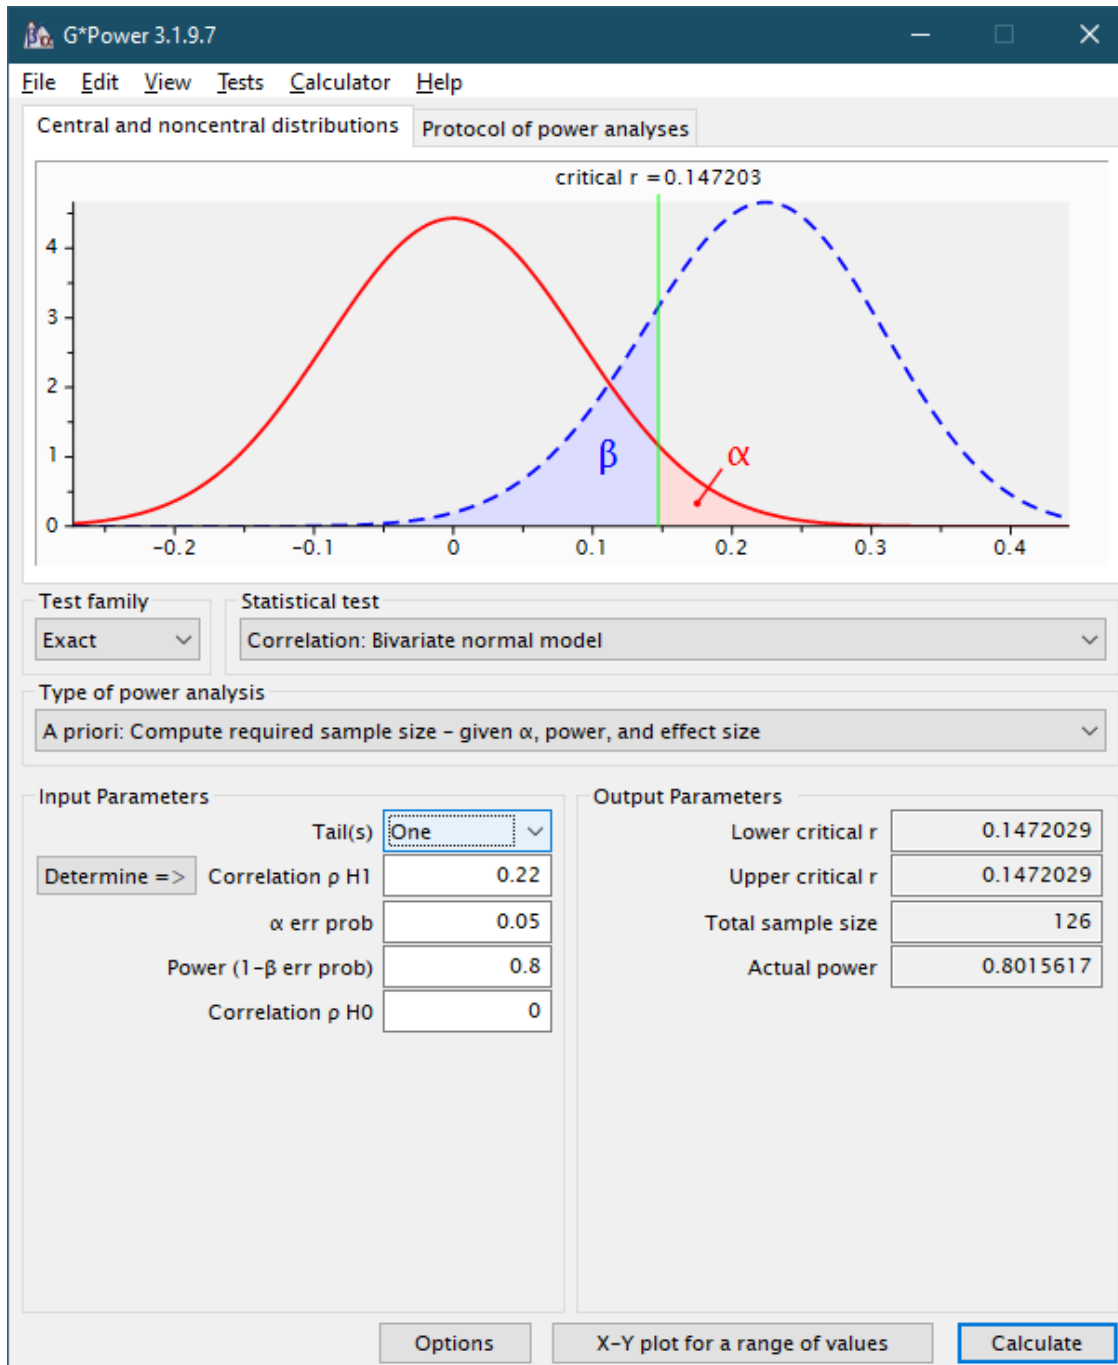 G*Power 3.1.9.7
File Edit View Tests Calculator Help
Central and noncentral distributions Protocol of power analyses
critical r = 0.147203
4
3
2
1
0
β α
-0.2 -0.1 0 0.1 0.2 0.3 0.4
Test family Statistical test
Exact Correlation: Bivariate normal model
Type of power analysis
A priori: Compute required sample size - given α, power, and effect size
Input Parameters Output Parameters
Tail(s) One Lower critical r 0.1472029
Determine => Correlation ρ H1 0.22 Upper critical r 0.1472029
α err prob 0.05 Total sample size 126
Power (1-β err prob) 0.8 Actual power 0.8015617
Correlation ρ H0 0
Options X-Y plot for a range of values Calculate